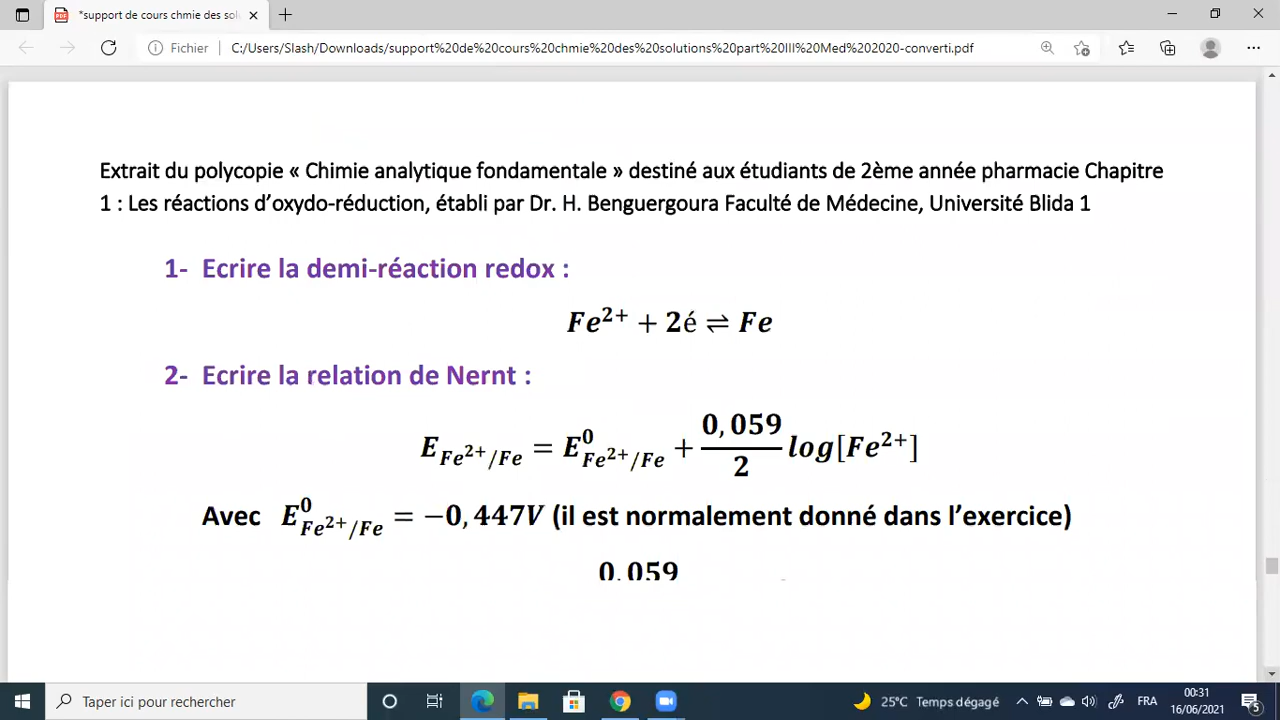 *support de cours chmie des sol
Fichier C:/Users/Slash/Downloads/support%20de%20cours%20chmie%20des%20solutions%20part%20III%20Med%202020-converti.pdf
Extrait du polycopie « Chimie analytique fondamentale » destiné aux étudiants de 2ème année pharmacie Chapitre
1 : Les réactions d’oxydo-réduction, établi par Dr. H. Benguergoura Faculté de Médecine, Université Blida 1
1- Ecrire la demi-réaction redox :
Fe²⁺ + 2é ⇌ Fe
2- Ecrire la relation de Nernt :
E_{Fe²⁺/Fe} = E⁰_{Fe²⁺/Fe} + 0,059/2 log[Fe²⁺]
Avec E⁰_{Fe²⁺/Fe} = −0,447V (il est normalement donné dans l’exercice)
0,059
Taper ici pour rechercher
25°C Temps dégagé
FRA
00:31
16/06/2021
5